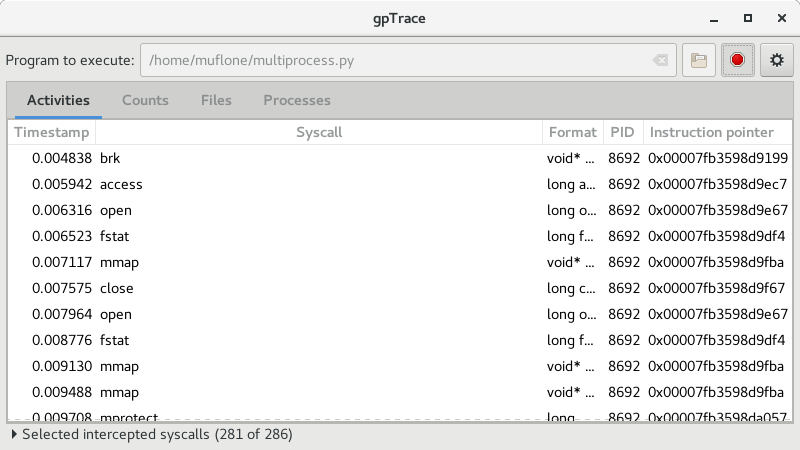 gpTrace
Program to execute: /home/muflone/multiprocess.py
Activities Counts Files Processes
Timestamp Syscall Format PID Instruction pointer
0.004838 brk void* ... 8692 0x00007fb3598d9199
0.005942 access long a... 8692 0x00007fb3598d9ec7
0.006316 open long o... 8692 0x00007fb3598d9e67
0.006523 fstat long f... 8692 0x00007fb3598d9df4
0.007117 mmap void* ... 8692 0x00007fb3598d9fba
0.007575 close long c... 8692 0x00007fb3598d9f67
0.007964 open long o... 8692 0x00007fb3598d9e67
0.008776 fstat long f... 8692 0x00007fb3598d9df4
0.009130 mmap void* ... 8692 0x00007fb3598d9fba
0.009488 mmap void* ... 8692 0x00007fb3598d9fba
0.009708 mprotect long 8692 0x00007fb3598da057
Selected intercepted syscalls (281 of 286)